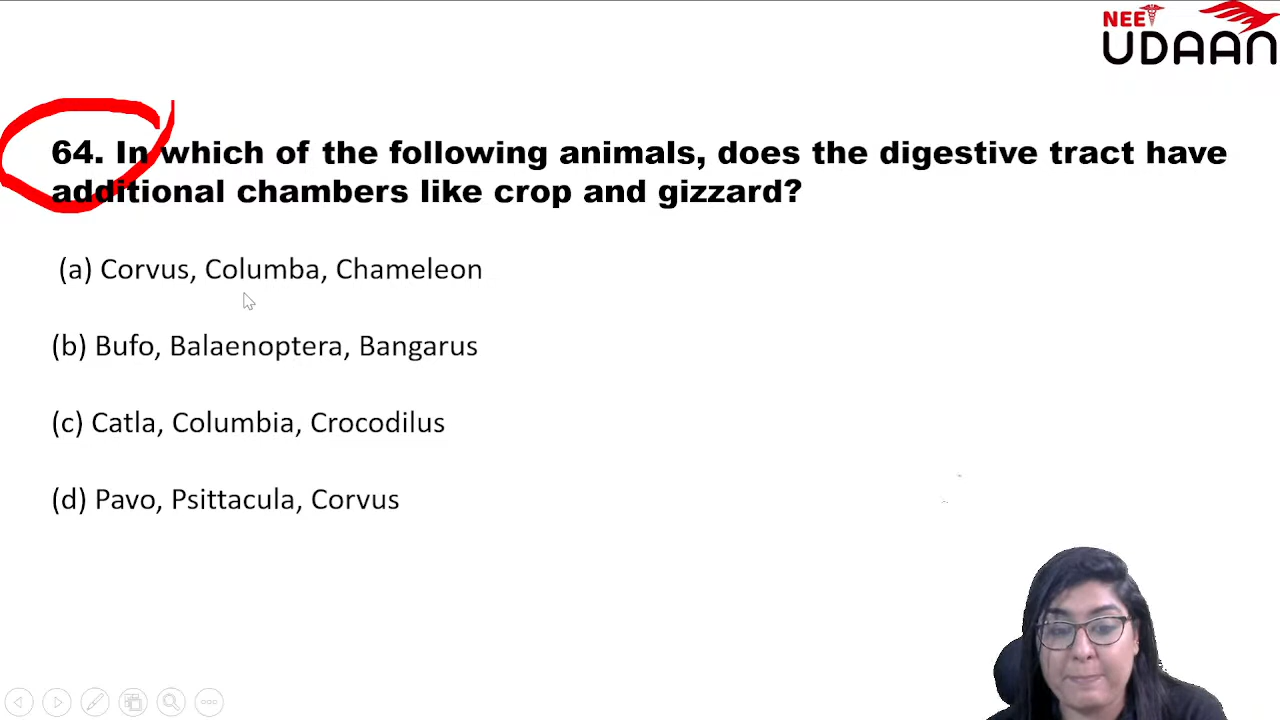 NEET
UDAAN
64. In which of the following animals, does the digestive tract have
additional chambers like crop and gizzard?
(a) Corvus, Columba, Chameleon
(b) Bufo, Balaenoptera, Bangarus
(c) Catla, Columbia, Crocodilus
(d) Pavo, Psittacula, Corvus